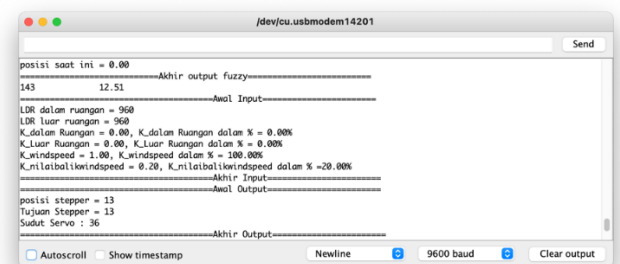 /dev/cu.usbmodem14201
Send
posisi saat ini = 0.00
==========================Akhir output fuzzy=======================
143 12.51
====================================Awal Input=====================
LDR dalam ruangan = 960
LDR luar ruangan = 960
K_dalam Ruangan = 0.00, K_dalam Ruangan dalam % = 0.00%
K_Luar Ruangan = 0.00, K_Luar Ruangan dalam % = 0.00%
K_windspeed = 1.00, K_windspeed dalam % = 100.00%
K_nilaibalikwindspeed = 0.20, K_nilaibalikwindspeed dalam % =20.00%
====================================Akhir Input======================
====================================Awal Output======================
posisi stepper = 13
Tujuan Stepper = 13
Sudut Servo : 36
====================================Akhir Output=====================
Autoscroll Show timestamp Newline 9600 baud Clear output